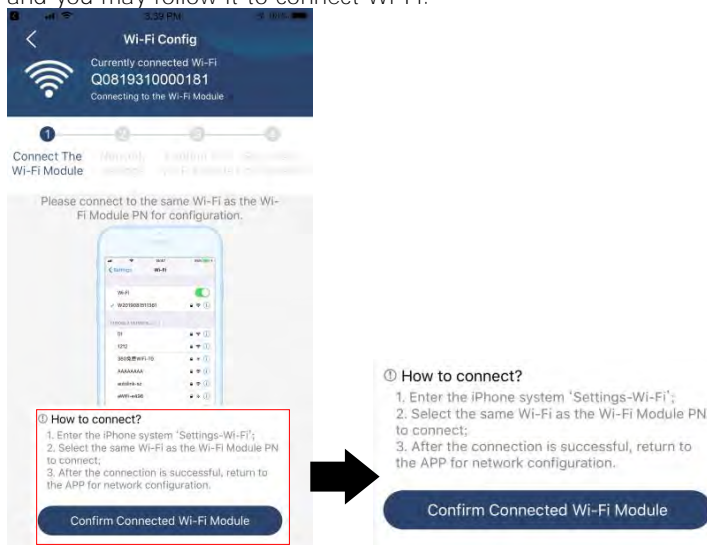 and you may follow it to connect Wi-Fi.
5:39 PM
Wi-Fi Config
Currently connected Wi-Fi
Q0819310000181
Connecting to the Wi-Fi Module
1 2 3 4
Connect The
Wi-Fi Module
Please connect to the same Wi-Fi as the Wi-
Fi Module PN for configuration.
Settings Wi-Fi
Wi-Fi
1212
AAAAAAAA
How to connect?
1. Enter the iPhone system 'Settings-Wi-Fi';
2. Select the same Wi-Fi as the Wi-Fi Module PN
to connect;
3. After the connection is successful, return to
the APP for network configuration.
Confirm Connected Wi-Fi Module
How to connect?
1. Enter the iPhone system 'Settings-Wi-Fi';
2. Select the same Wi-Fi as the Wi-Fi Module PN
to connect;
3. After the connection is successful, return to
the APP for network configuration.
Confirm Connected Wi-Fi Module